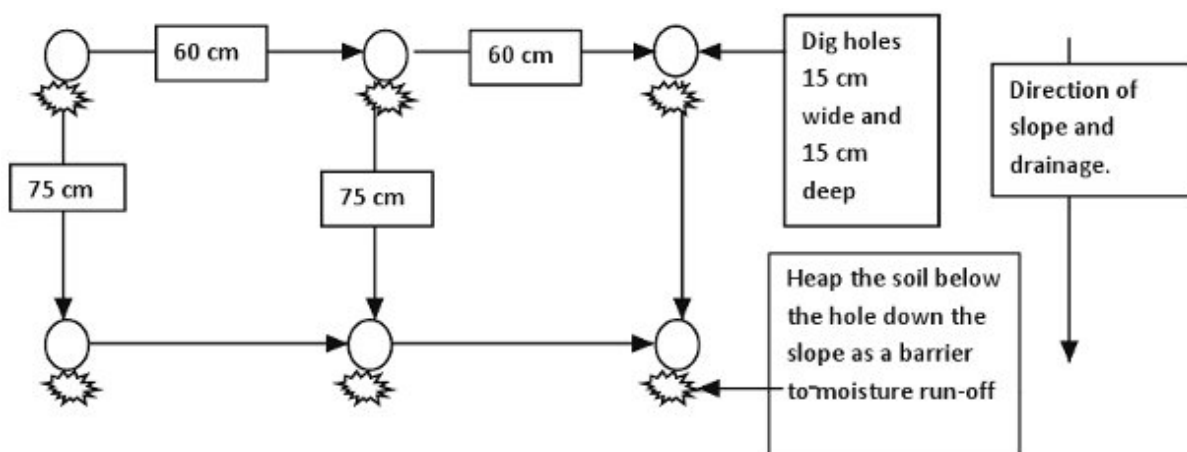 60 cm
60 cm
Dig holes
15 cm
wide and
15 cm
deep
Direction of
slope and
drainage.
75 cm
75 cm
Heap the soil below
the hole down the
slope as a barrier
to moisture run-off